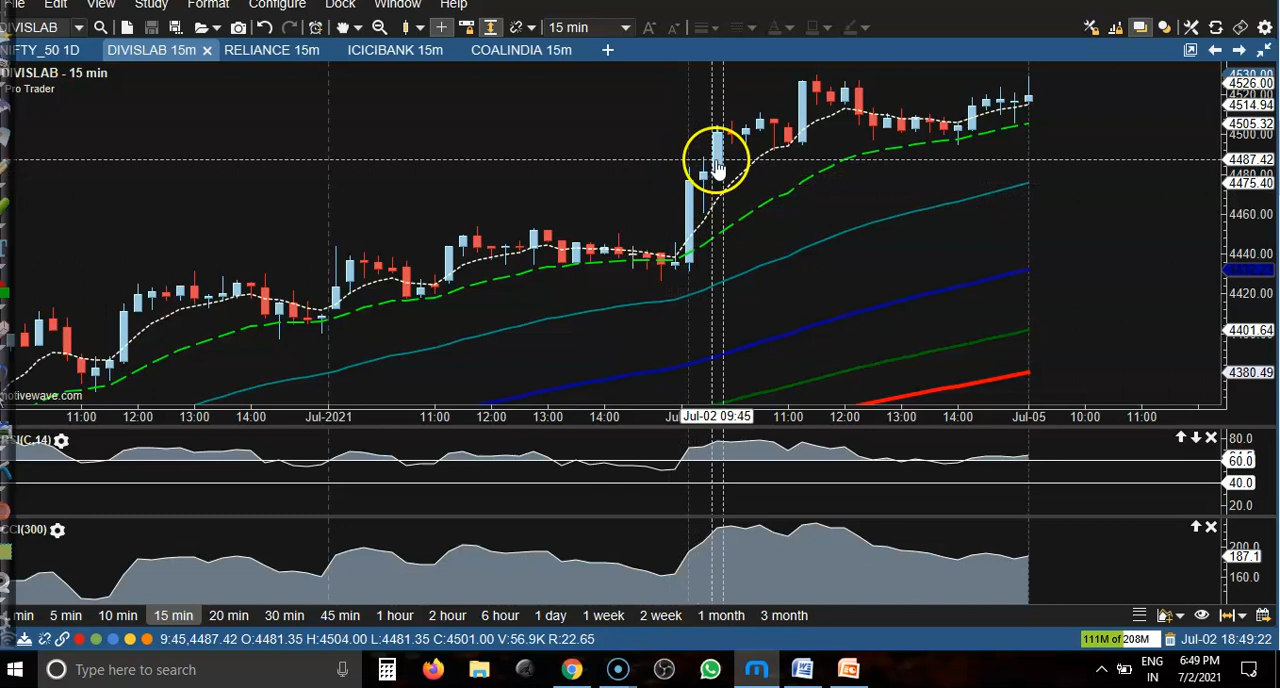 File Edit View Study Format Configure Dock Window Help
DIVISLAB 15 min
NIFTY_50 1D DIVISLAB 15m RELIANCE 15m ICICIBANK 15m COALINDIA 15m
DIVISLAB - 15 min
Pro Trader
4530.00
4526.00
4520.00
4514.94
4505.32
4500.00
4487.42
4480.00
4475.40
4460.00
4440.00
4420.00
4401.64
4380.49
motivewave.com
11:00 12:00 13:00 14:00 Jul-2021 11:00 12:00 13:00 14:00 Jul-02 09:45 11:00 12:00 13:00 14:00 Jul-05 10:00 11:00
RSI(C,14)
80.0
60.0
40.0
20.0
CCI(300)
200.0
187.1
160.0
min 5 min 10 min 15 min 20 min 30 min 45 min 1 hour 2 hour 6 hour 1 day 1 week 2 week 1 month 3 month
9:45,4487.42 O:4481.35 H:4504.00 L:4481.35 C:4501.00 V:56.9K R:22.65 111M of 208M Jul-02 18:49:22
Type here to search
ENG 6:49 PM
IN 7/2/2021